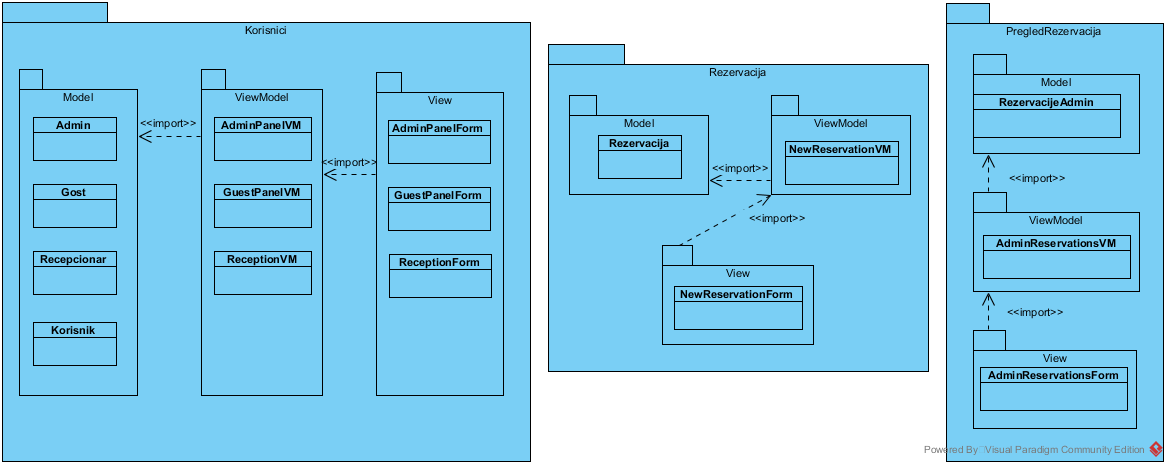 Korisnici
Model
Admin
Gost
Recepcionar
Korisnik
<<import>>
ViewModel
AdminPanelVM
GuestPanelVM
ReceptionVM
<<import>>
View
AdminPanelForm
GuestPanelForm
ReceptionForm
Rezervacija
Model
Rezervacija
<<import>>
ViewModel
NewReservationVM
<<import>>
View
NewReservationForm
PregledRezervacija
Model
RezervacijeAdmin
<<import>>
ViewModel
AdminReservationsVM
<<import>>
View
AdminReservationsForm
Powered By Visual Paradigm Community Edition